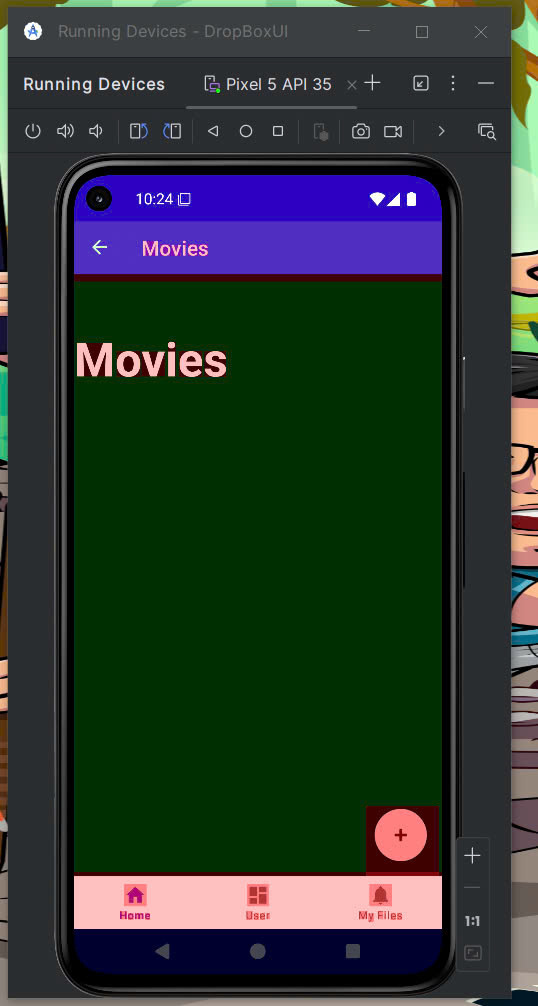 Running Devices - DropBoxUI
Running Devices
Pixel 5 API 35
10:24
Movies
Movies
Home
User
My Files
1:1